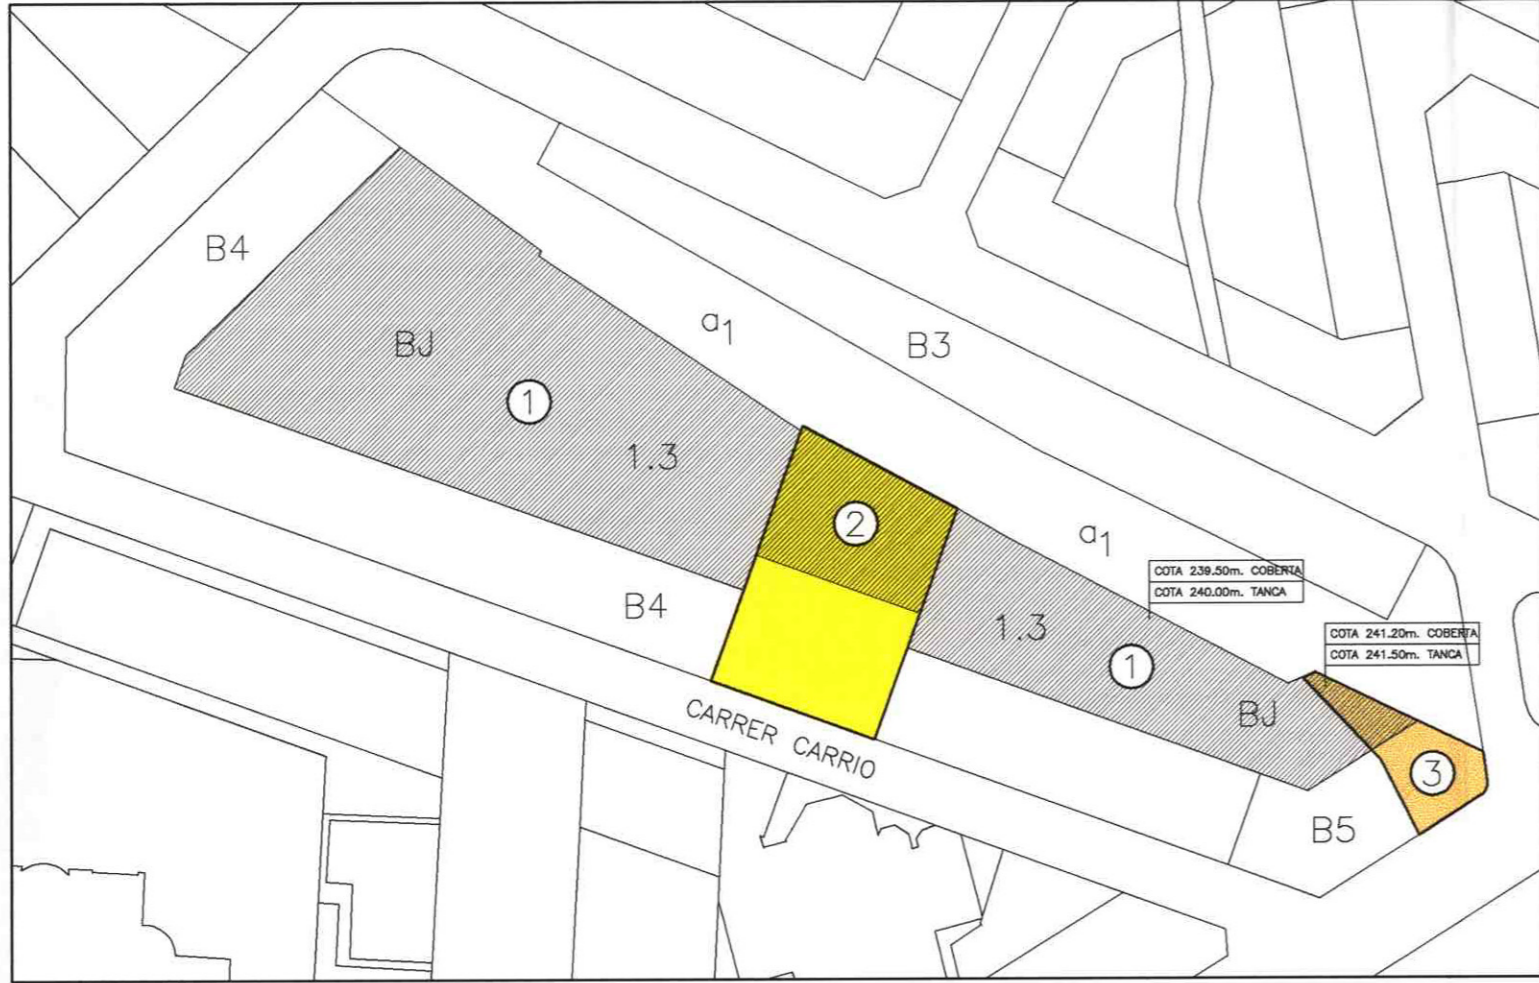 B4
a1
BJ
B3
1
1.3
2
a1
COTA 239.50m. COBERTA
COTA 240.00m. TANCA
B4
1.3
COTA 241.20m. COBERTA
COTA 241.50m. TANCA
1
BJ
CARRER CARRIO
3
B5